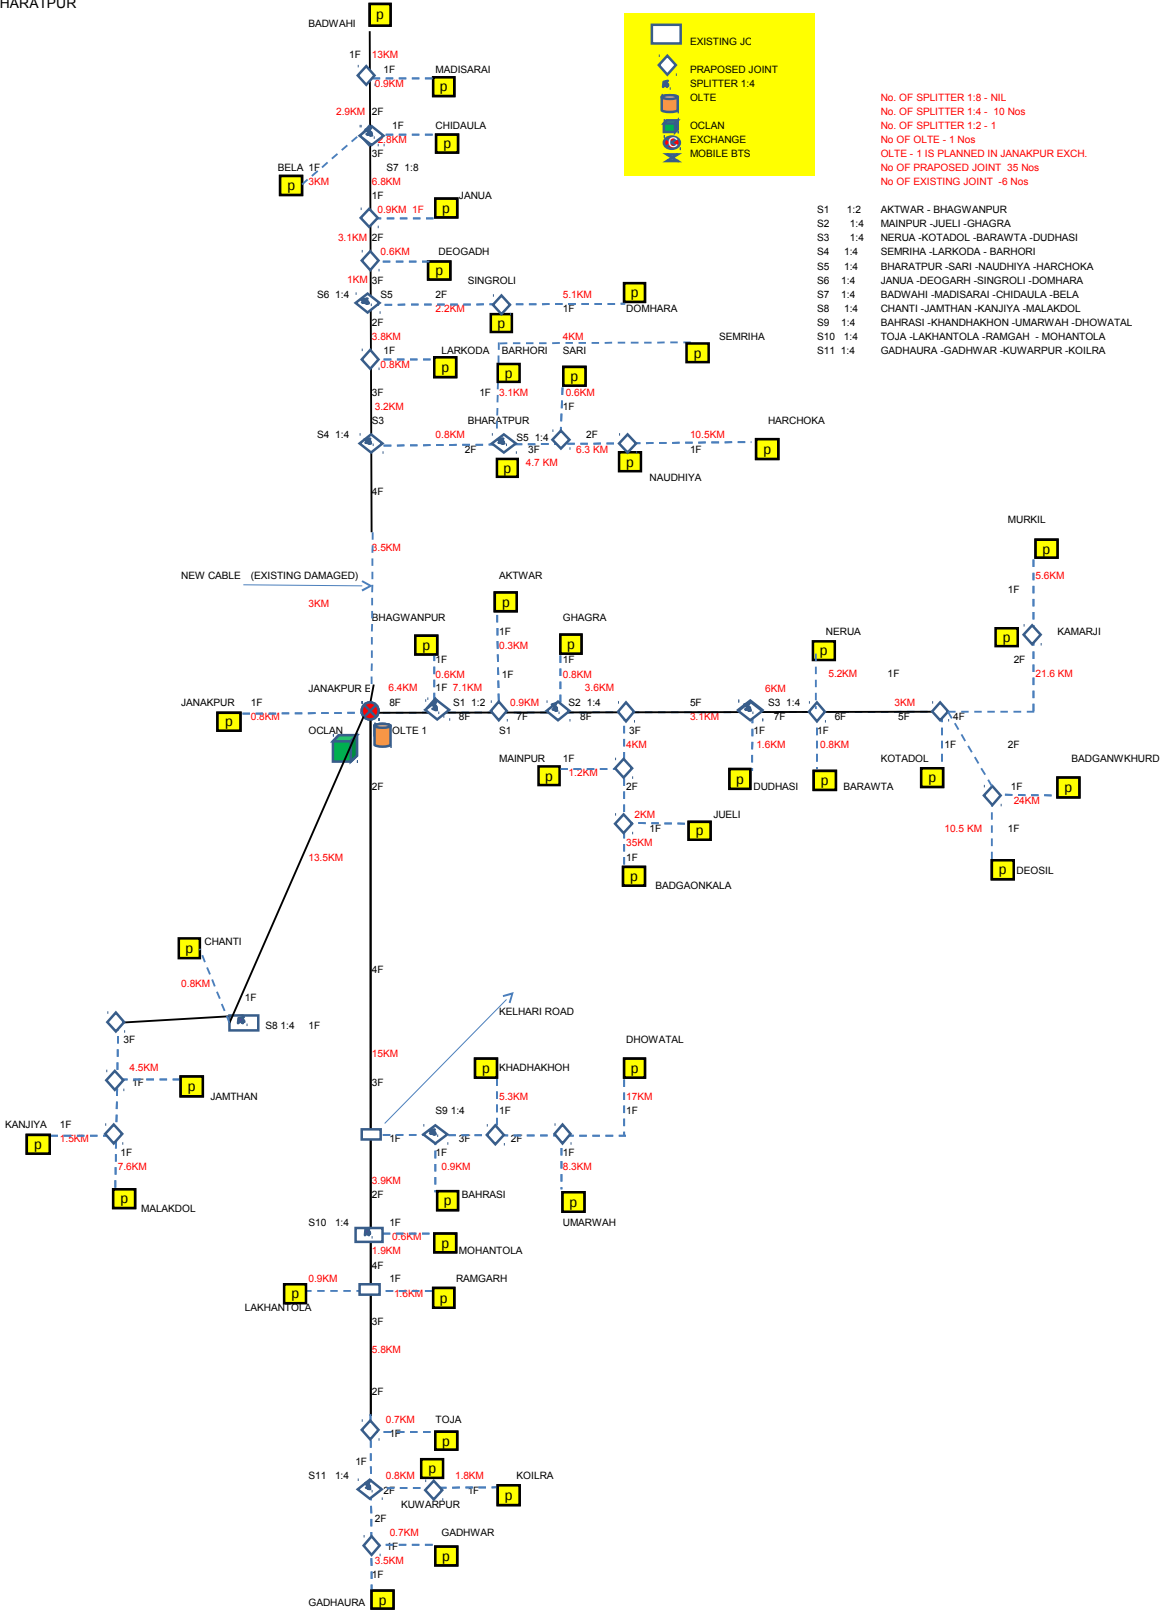 HARATPUR
BADWAHI
p
1F 13KM
1F MADISARAI
0.9KM
p
2.9KM 2F
1F CHIDAULA
2.8KM
p
3F
BELA 1F S7 1:8
p 3KM 6.8KM
1F JANUA
0.9KM 1F p
3.1KM 2F
0.6KM DEOGADH
p
1KM 3F SINGROLI
S6 1:4 S5 2F 5.1KM p
2.2KM 1F DOMHARA
2F p
3.8KM 4KM SEMRIHA
1F LARKODA BARHORI SARI p
0.8KM p p p
3F 1F 3.1KM 0.6KM
3.2KM 1F
S3 BHARATPUR HARCHOKA
S4 1:4 0.8KM S5 1:4 2F 10.5KM
2F 3F 6.3 KM 1F p
p 4.7 KM p
NAUDHIYA
4F
EXISTING JC
PRAPOSED JOINT
SPLITTER 1:4
OLTE
OCLAN
C EXCHANGE
MOBILE BTS
No. OF SPLITTER 1:8 - NIL
No. OF SPLITTER 1:4 - 10 Nos
No. OF SPLITTER 1:2 - 1
No OF OLTE - 1 Nos
OLTE - 1 IS PLANNED IN JANAKPUR EXCH.
No OF PRAPOSED JOINT 35 Nos
No OF EXISTING JOINT -6 Nos
S1 1:2 AKTWAR - BHAGWANPUR
S2 1:4 MAINPUR -JUELI -GHAGRA
S3 1:4 NERUA -KOTADOL -BARAWTA -DUDHASI
S4 1:4 SEMRIHA -LARKODA - BARHORI
S5 1:4 BHARATPUR -SARI -NAUDHIYA -HARCHOKA
S6 1:4 JANUA -DEOGARH -SINGROLI -DOMHARA
S7 1:4 BADWAHI -MADISARAI -CHIDAULA -BELA
S8 1:4 CHANTI -JAMTHAN -KANJIYA -MALAKDOL
S9 1:4 BAHRASI -KHANDHAKHON -UMARWAH -DHOWATAL
S10 1:4 TOJA -LAKHANTOLA -RAMGAH - MOHANTOLA
S11 1:4 GADHAURA -GADHWAR -KUWARPUR -KOILRA
3.5KM
NEW CABLE (EXISTING DAMAGED)
3KM
MURKIL
p
5.6KM
1F
p KAMARJI
2F
21.6 KM
AKTWAR
p
BHAGWANPUR GHAGRA NERUA
p 1F p p
0.3KM
1F 1F 5.2KM 1F
0.6KM 1F 0.8KM
JANAKPUR E 6.4KM 1F 7.1KM 3.6KM 6KM
JANAKPUR 1F 8F S1 1:2 0.9KM S2 1:4 5F S3 1:4 3KM
p 0.8KM 8F 7F 8F 3.1KM 7F 6F 5F 4F
OCLAN OLTE 1 S1 3F 1F 1F 1F 2F
4KM 1.6KM 0.8KM
MAINPUR 1F KOTADOL BADGANWKHURD
p 1.2KM p DUDHASI p BARAWTA p 1F p
2F 2F 24KM
2KM JUELI
1F p 10.5 KM 1F
35KM
1F
p BADGAONKALA p DEOSIL
13.5KM
CHANTI
p
0.8KM
1F
4F
S8 1:4 1F
3F
4.5KM
1F p
JAMTHAN
KANJIYA 1F
p 1.5KM
1F
7.6KM
p MALAKDOL
KELHARI ROAD
15KM DHOWATAL
p KHADHAKHOH p
3F 5.3KM 17KM
S9 1:4 1F 1F
1F 3F 2F
1F 1F
3.9KM 0.9KM 8.3KM
2F p BAHRASI p
UMARWAH
S10 1:4 1F
0.6KM p
1.9KM MOHANTOLA
4F
0.9KM 1F RAMGARH
p 1.6KM p
LAKHANTOLA
3F
5.8KM
2F
0.7KM TOJA
1F p
1F p
S11 1:4 0.8KM 1.8KM KOILRA
2F 1F p
KUWARPUR
2F
0.7KM GADHWAR
1F p
3.5KM
1F
GADHAURA p